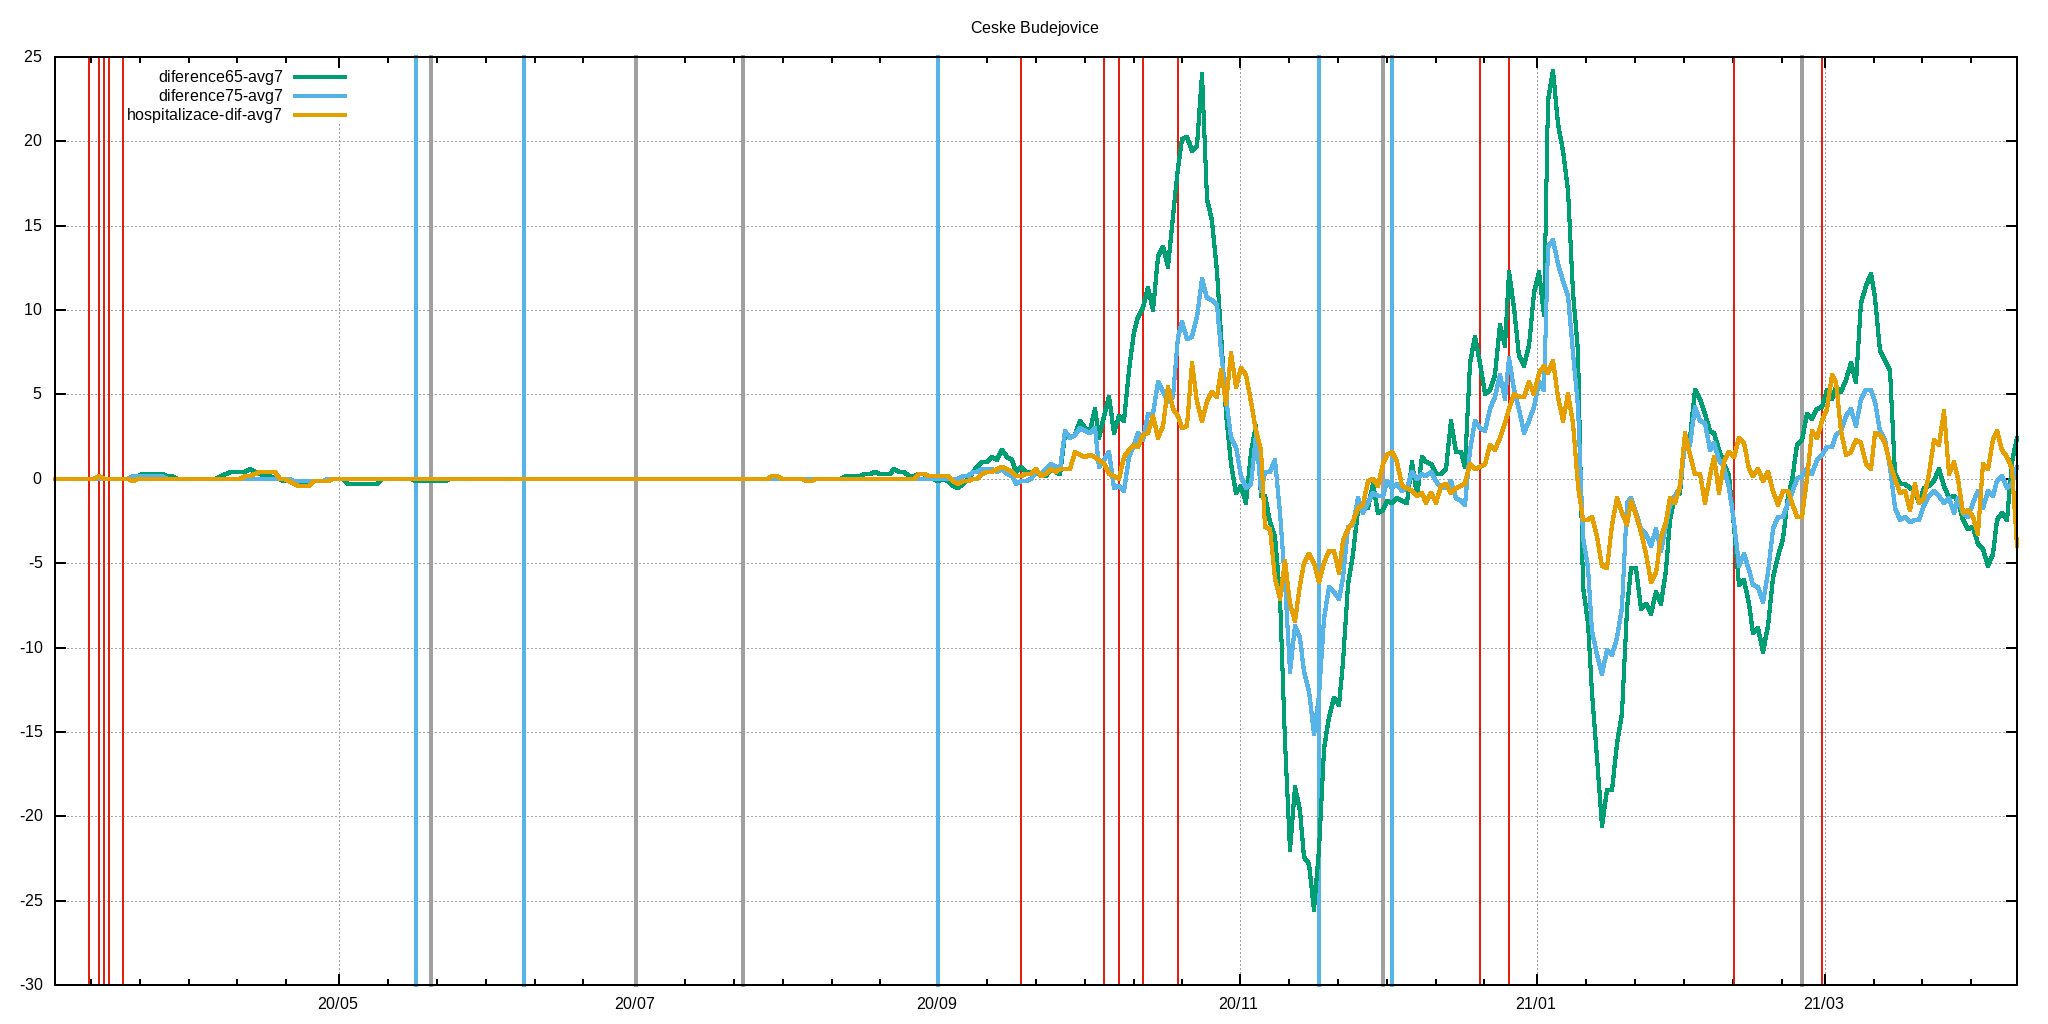 Ceske Budejovice
diference65-avg7
diference75-avg7
hospitalizace-dif-avg7
25
20
15
10
5
0
-5
-10
-15
-20
-25
-30
20/05 20/07 20/09 20/11 21/01 21/03